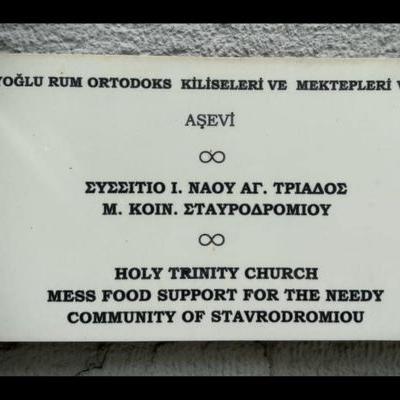 YOĞLU RUM ORTODOKS KİLİSELERİ VE MEKTEPLERİ
AŞEVİ
ΣΥΣΣΙΤΙΟ Ι. ΝΑΟΥ ΑΓ. ΤΡΙΑΔΟΣ
Μ. ΚΟΙΝ. ΣΤΑΥΡΟΔΡΟΜΙΟΥ
HOLY TRINITY CHURCH
MESS FOOD SUPPORT FOR THE NEEDY
COMMUNITY OF STAVRODROMIOU